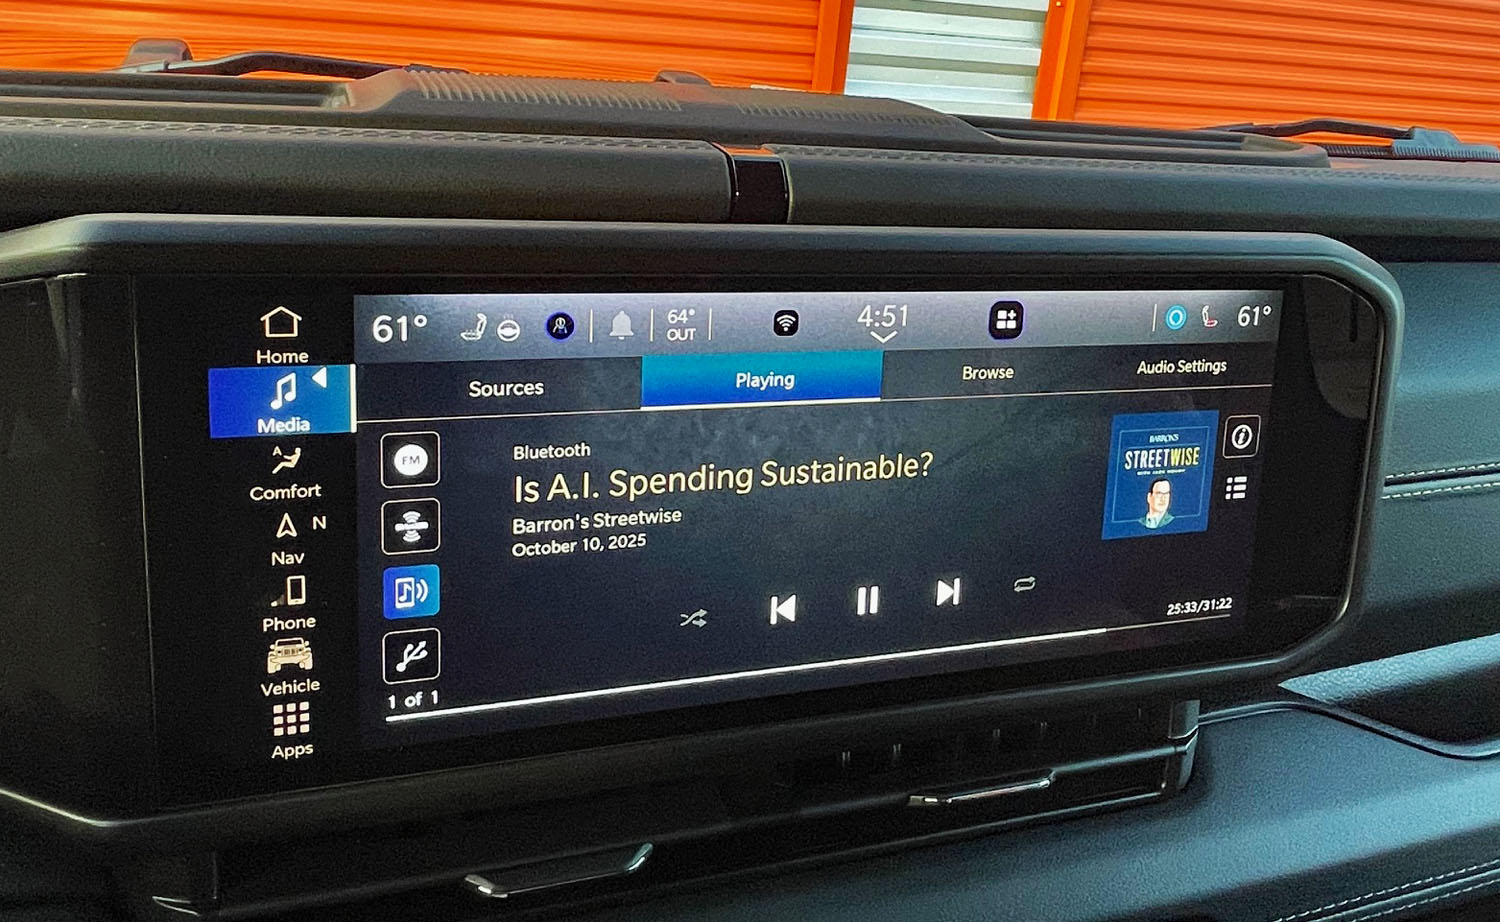 Home
Media
A
Comfort
N
Nav
Phone
Vehicle
Apps
61°
64°
OUT
4:51
61°
Sources
Playing
Browse
Audio Settings
FM
1 of 1
Bluetooth
Is A.I. Spending Sustainable?
Barron's Streetwise
October 10, 2025
BARRON'S
STREETWISE
25:33/31:22